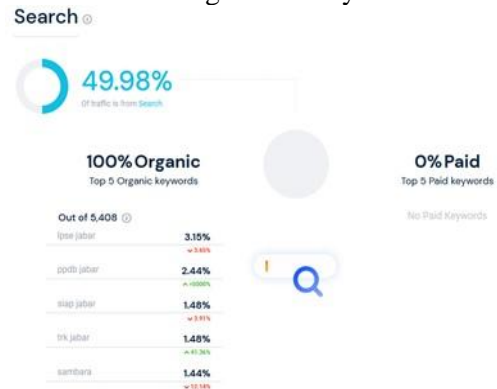 Search
49.98%
Of traffic is from Search
100% Organic
Top 5 Organic keywords
0% Paid
Top 5 Paid keywords
No Paid Keywords
Out of 5,408
lpse jabar
3.15%
ppdb jabar
2.44%
siap jabar
1.48%
trk jabar
1.48%
41.36%
sambara
1.44%